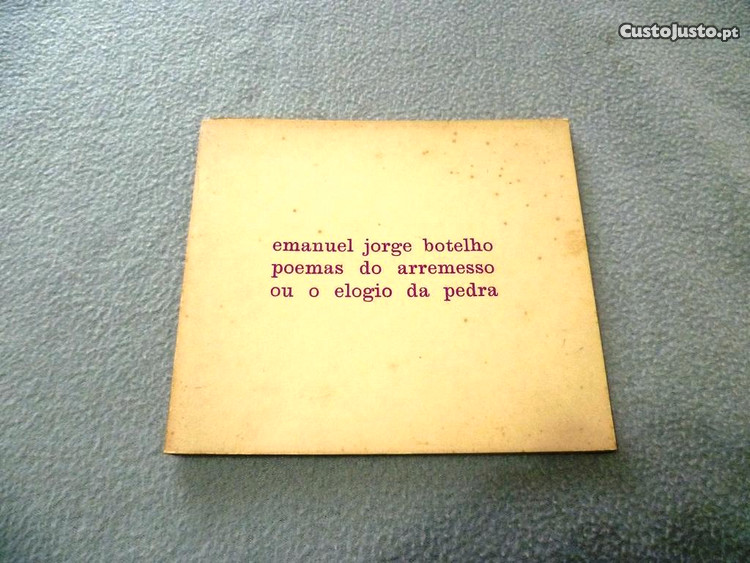 CustoJusto.pt
emanuel jorge botelho
poemas do arremesso
ou o elogio da pedra